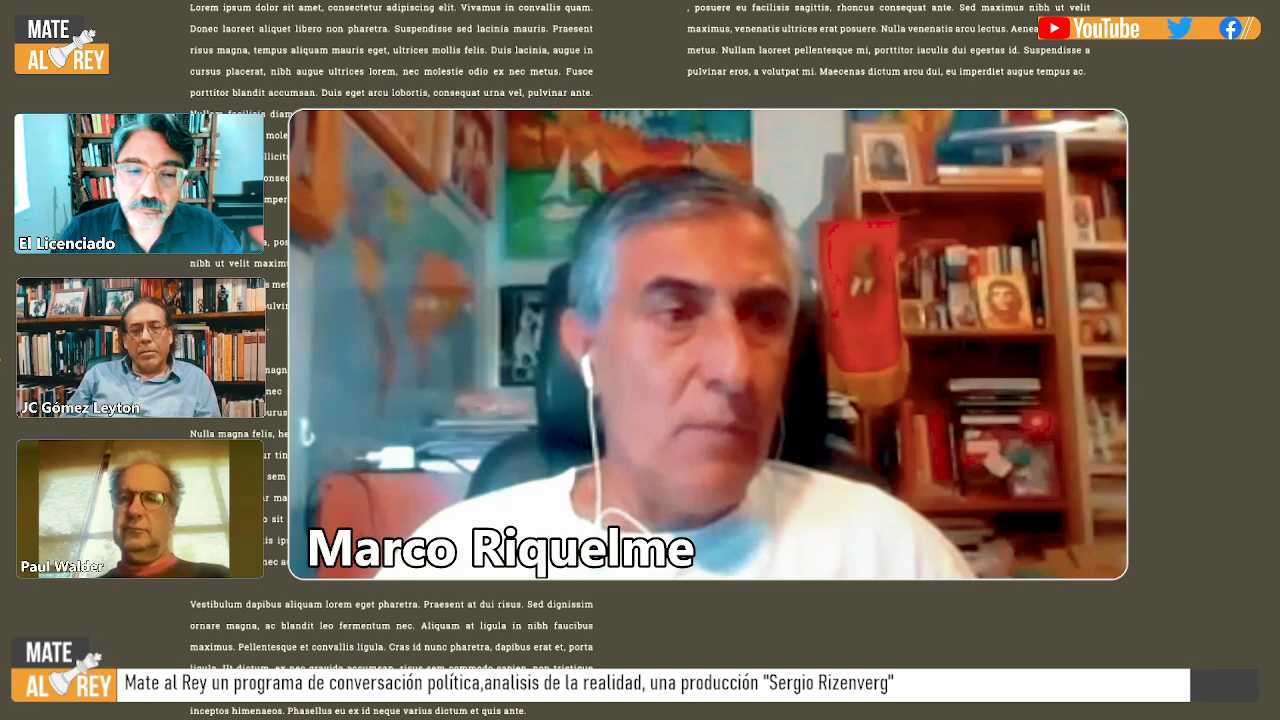 Lorem ipsum dolor sit amet, consectetur adipiscing elit. Vivamus in convallis quam.
Donec laoreet aliquet libero non pharetra. Suspendisse sed lacinia mauris. Praesent
risus magna, tempus aliquam mauris eget, ultrices mollis felis. Duis lacinia, augue in
cursus placerat, nibh augue ultrices lorem, nec molestie odio ex nec metus. Fusce
porttitor blandit accumsan. Duis eget arcu lobortis, consequat urna vel, pulvinar ante.
, posuere eu facilisis sagittis, rhoncus consequat ante. Sed maximus nibh ut velit
maximus, venenatis ultrices erat posuere. Nulla venenatis arcu lectus.
metus. Nullam laoreet pellentesque mi, porttitor iaculis dui egestas id. Suspendisse a
pulvinar eros, a volutpat mi. Maecenas dictum arcu dui, eu imperdiet augue tempus ac.
MATE
AL REY
YouTube
El Licenciado
JC Gómez Leyton
Paul Walder
Marco Riquelme
nibh ut velit
Nulla magna felis,
Vestibulum dapibus aliquam lorem eget pharetra. Praesent at dui risus. Sed dignissim
ornare magna, ac blandit leo fermentum nec. Aliquam at ligula in nibh faucibus
maximus. Pellentesque et convallis ligula. Cras id nunc pharetra, dapibus erat et, porta
MATE
AL REY
Mate al Rey un programa de conversación política,analisis de la realidad, una producción "Sergio Rizenverg"
inceptos himenaeos. Phasellus eu ex id neque varius dictum et quis ante.